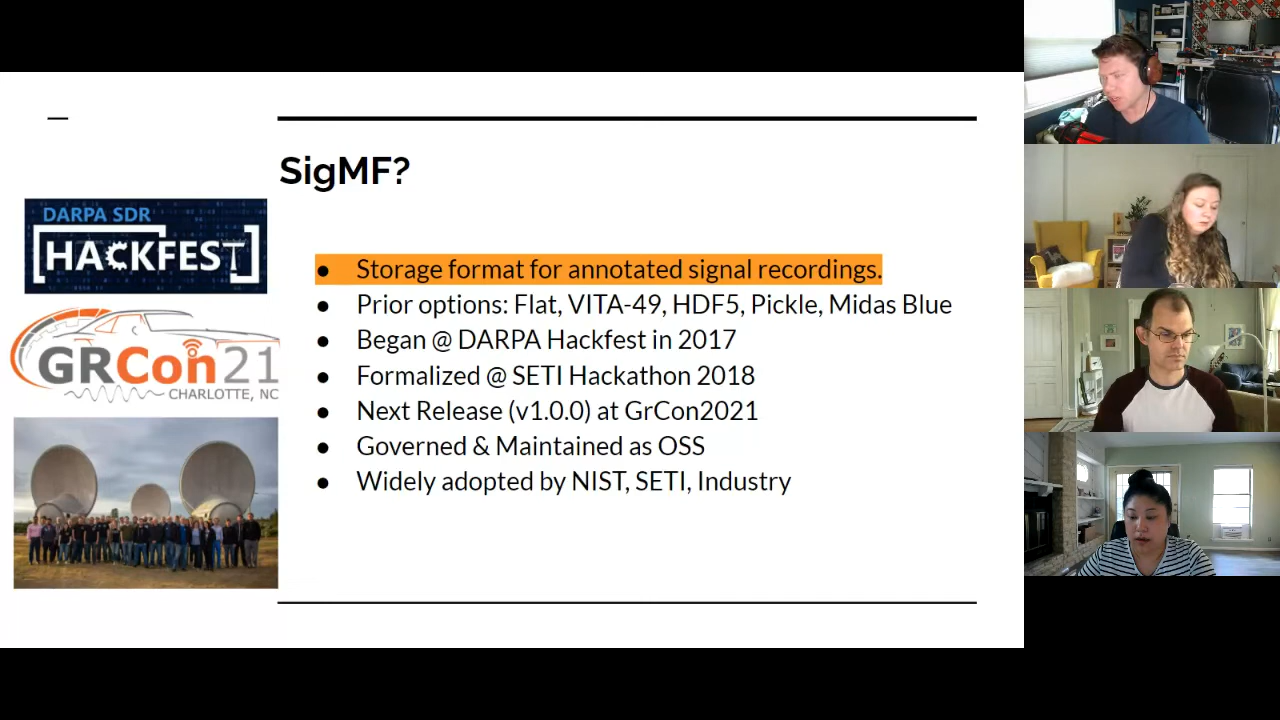 SigMF?
DARPA SDR
HACKFEST
GRCon21
CHARLOTTE, NC
● Storage format for annotated signal recordings.
● Prior options: Flat, VITA-49, HDF5, Pickle, Midas Blue
● Began @ DARPA Hackfest in 2017
● Formalized @ SETI Hackathon 2018
● Next Release (v1.0.0) at GrCon2021
● Governed & Maintained as OSS
● Widely adopted by NIST, SETI, Industry